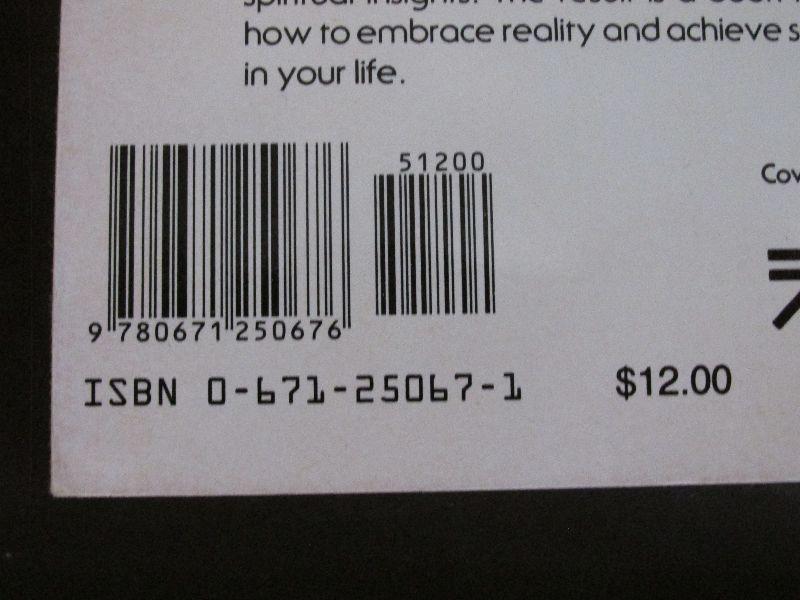 how to embrace reality and achieve
in your life.
51200
9 780671 250676
ISBN 0-671-25067-1
$12.00